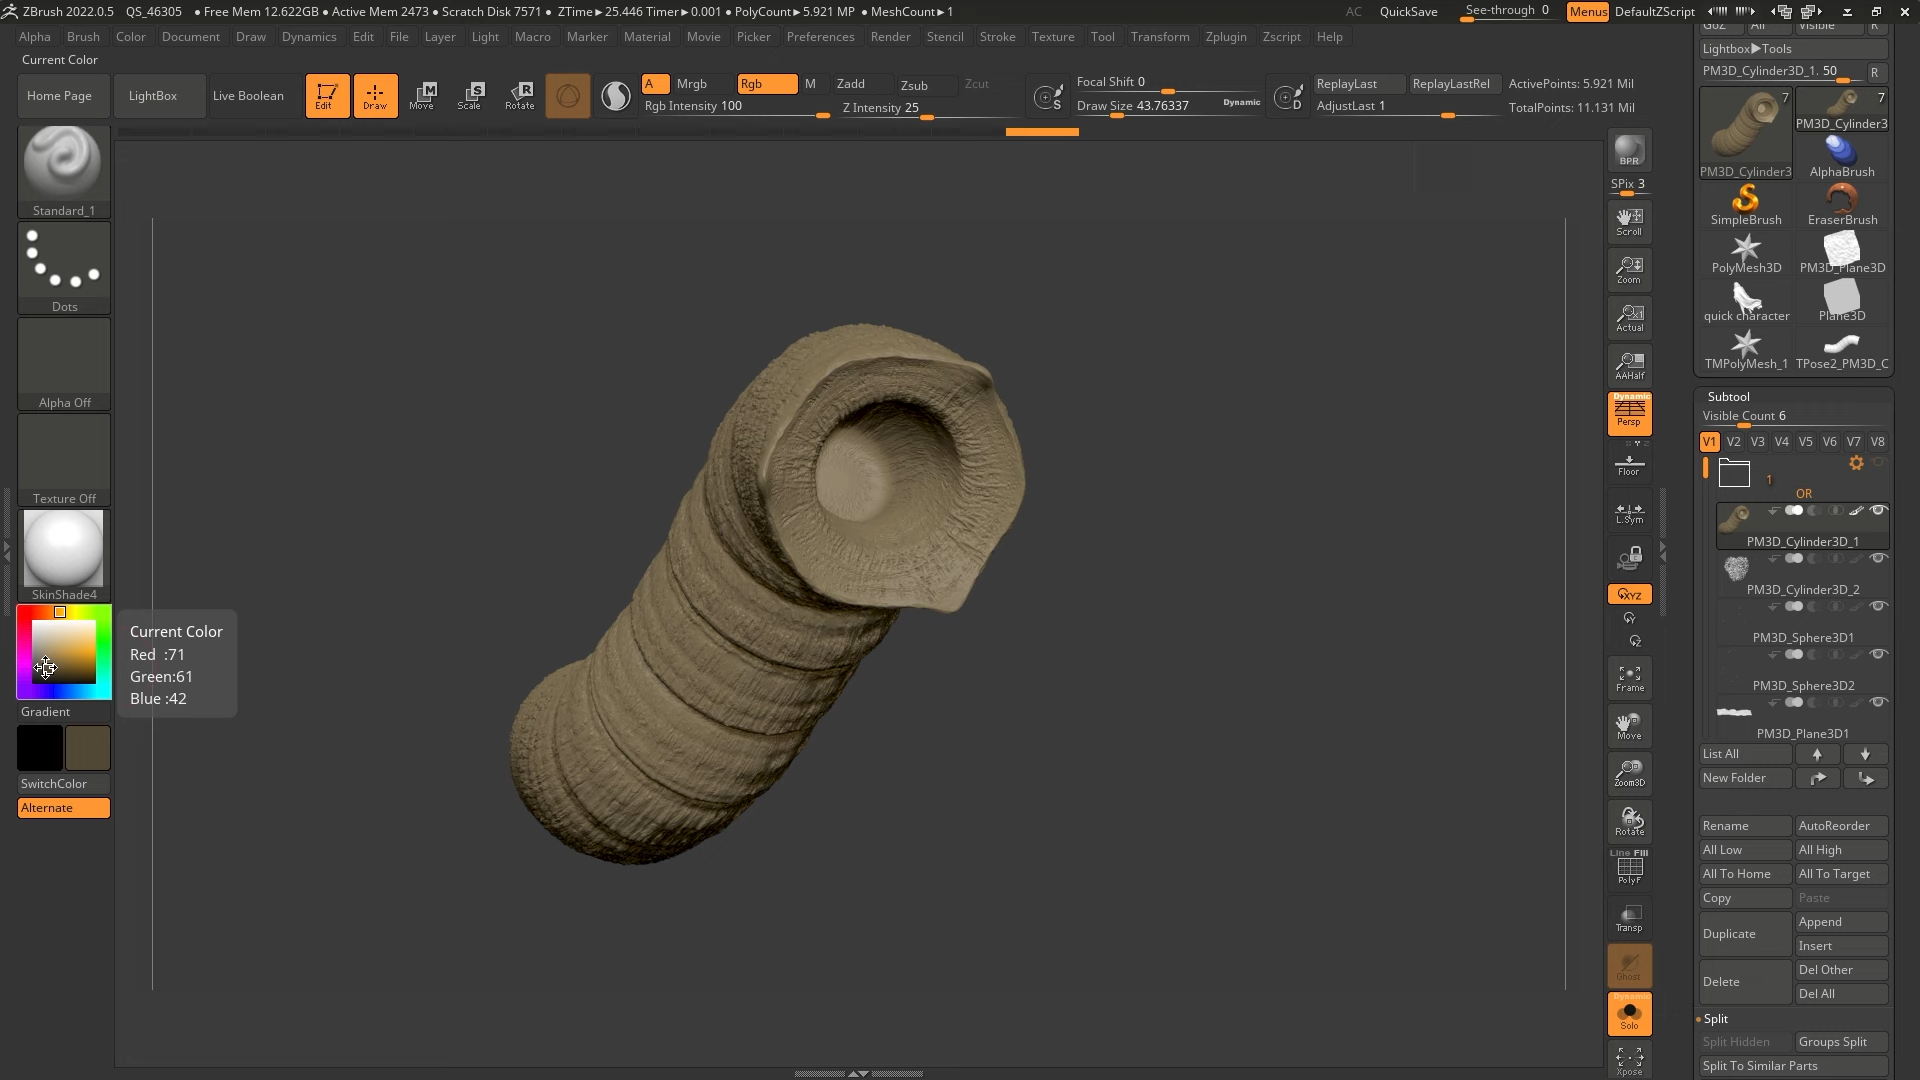 ZBrush 2022.0.5 QS_46305 • Free Mem 12.622GB • Active Mem 2473 • Scratch Disk 7571 • ZTime►25.446 Timer►0.001 • PolyCount►5.921 MP • MeshCount►1 AC QuickSave See-through 0 Menus DefaultZScript
Alpha Brush Color Document Draw Dynamics Edit File Layer Light Macro Marker Material Movie Picker Preferences Render Stencil Stroke Texture Tool Transform Zplugin Zscript Help
Current Color
Home Page LightBox Live Boolean Edit Draw Move Scale Rotate
A Mrgb Rgb M Zadd Zsub Zcut
Rgb Intensity 100 Z Intensity 25
S Focal Shift 0
Draw Size 43.76337 Dynamic
D ReplayLast ReplayLastRel ActivePoints: 5.921 Mil
AdjustLast 1 TotalPoints: 11.131 Mil
Standard_1
Dots
Alpha Off
Texture Off
SkinShade4
Current Color
Red :71
Green:61
Blue :42
Gradient
SwitchColor
Alternate
BPR
SPix 3
Scroll
Zoom
Actual
AAHalf
Dynamic
Persp
Floor
L.Sym
XYZ
Y
Z
Frame
Move
Zoom3D
Rotate
Line Fill
PolyF
Transp
Ghost
Dynamic
Solo
Xpose
GoZ All Visible R
Lightbox►Tools
PM3D_Cylinder3D_1. 50 R
7 7
PM3D_Cylinder3
PM3D_Cylinder3 AlphaBrush
SimpleBrush EraserBrush
PolyMesh3D PM3D_Plane3D
quick character Plane3D
TMPolyMesh_1 TPose2_PM3D_C
Subtool
Visible Count 6
V1 V2 V3 V4 V5 V6 V7 V8
1
OR
PM3D_Cylinder3D_1
PM3D_Cylinder3D_2
PM3D_Sphere3D1
PM3D_Sphere3D2
PM3D_Plane3D1
List All
New Folder
Rename AutoReorder
All Low All High
All To Home All To Target
Copy Paste
Duplicate Append
Insert
Delete Del Other
Del All
Split
Split Hidden Groups Split
Split To Similar Parts